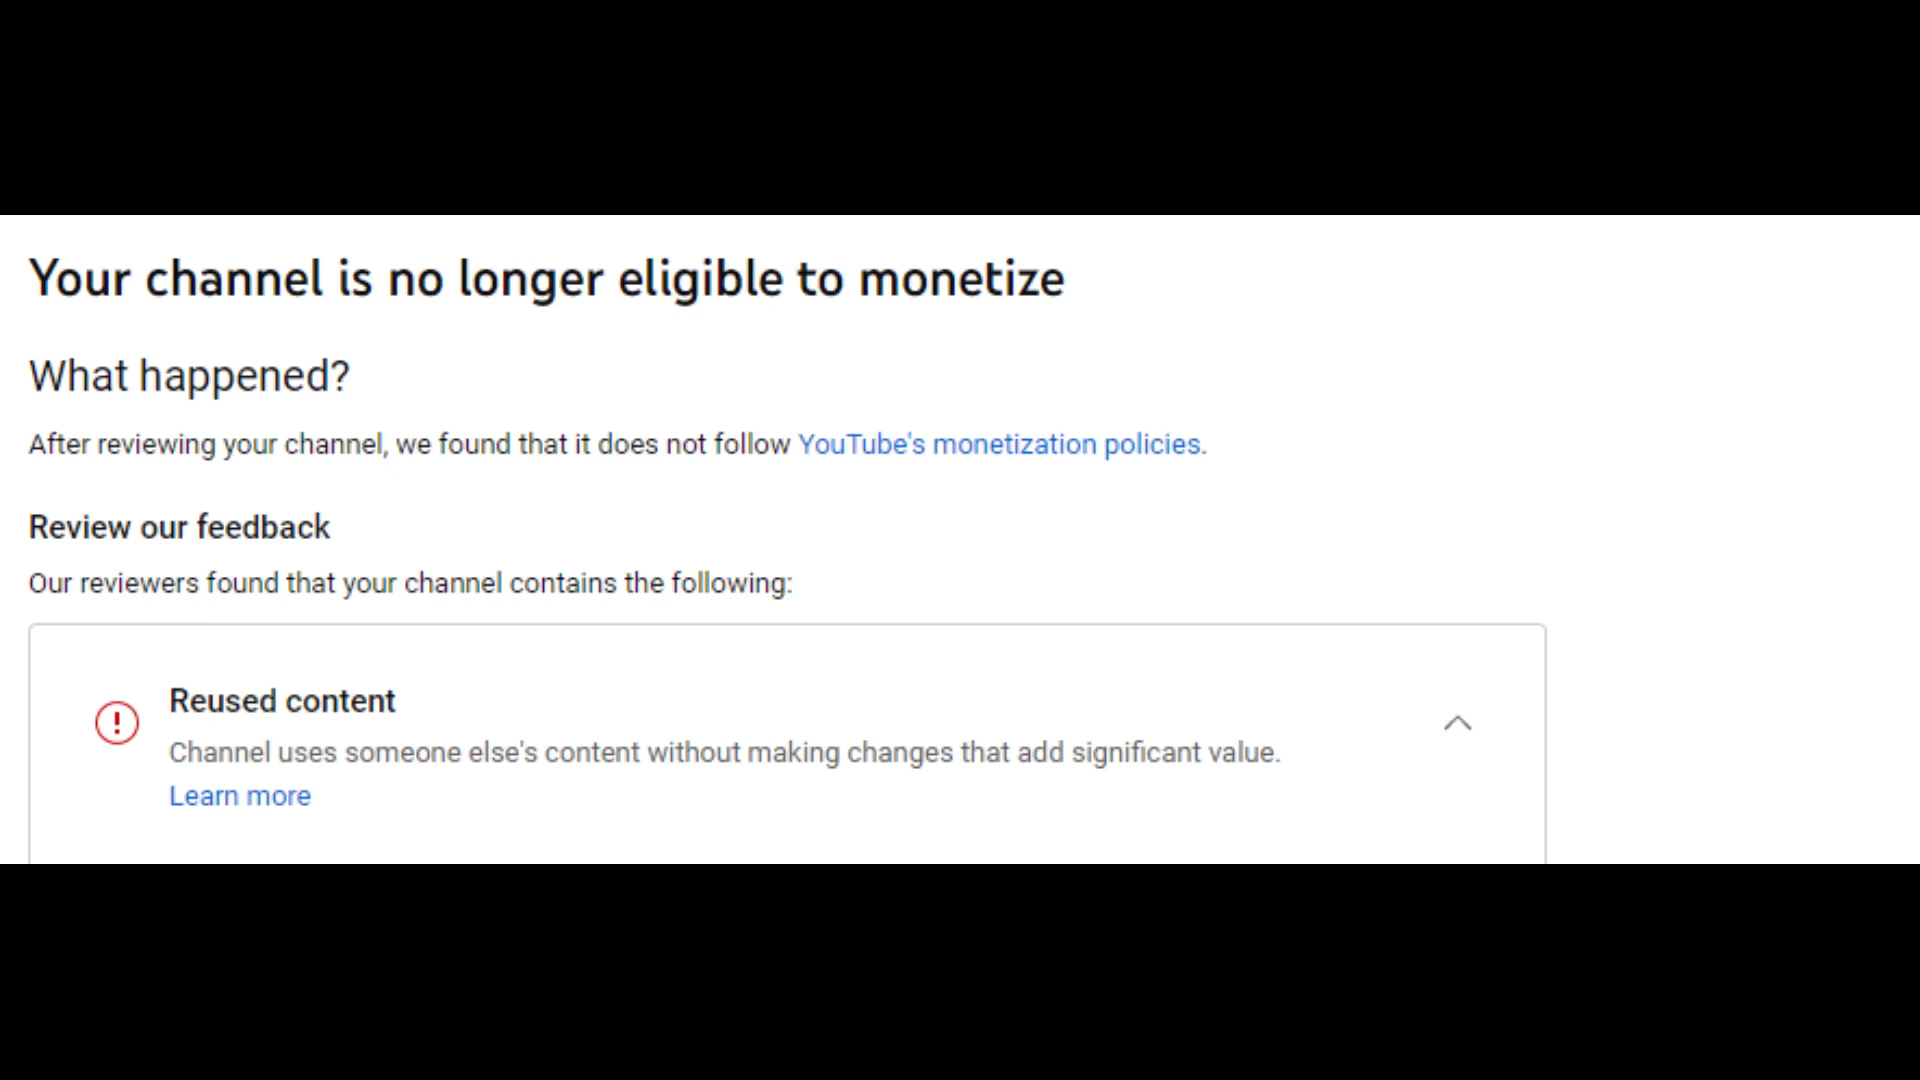 Your channel is no longer eligible to monetize
What happened?
After reviewing your channel, we found that it does not follow YouTube's monetization policies.
Review our feedback
Our reviewers found that your channel contains the following:
Reused content
Channel uses someone else's content without making changes that add significant value.
Learn more